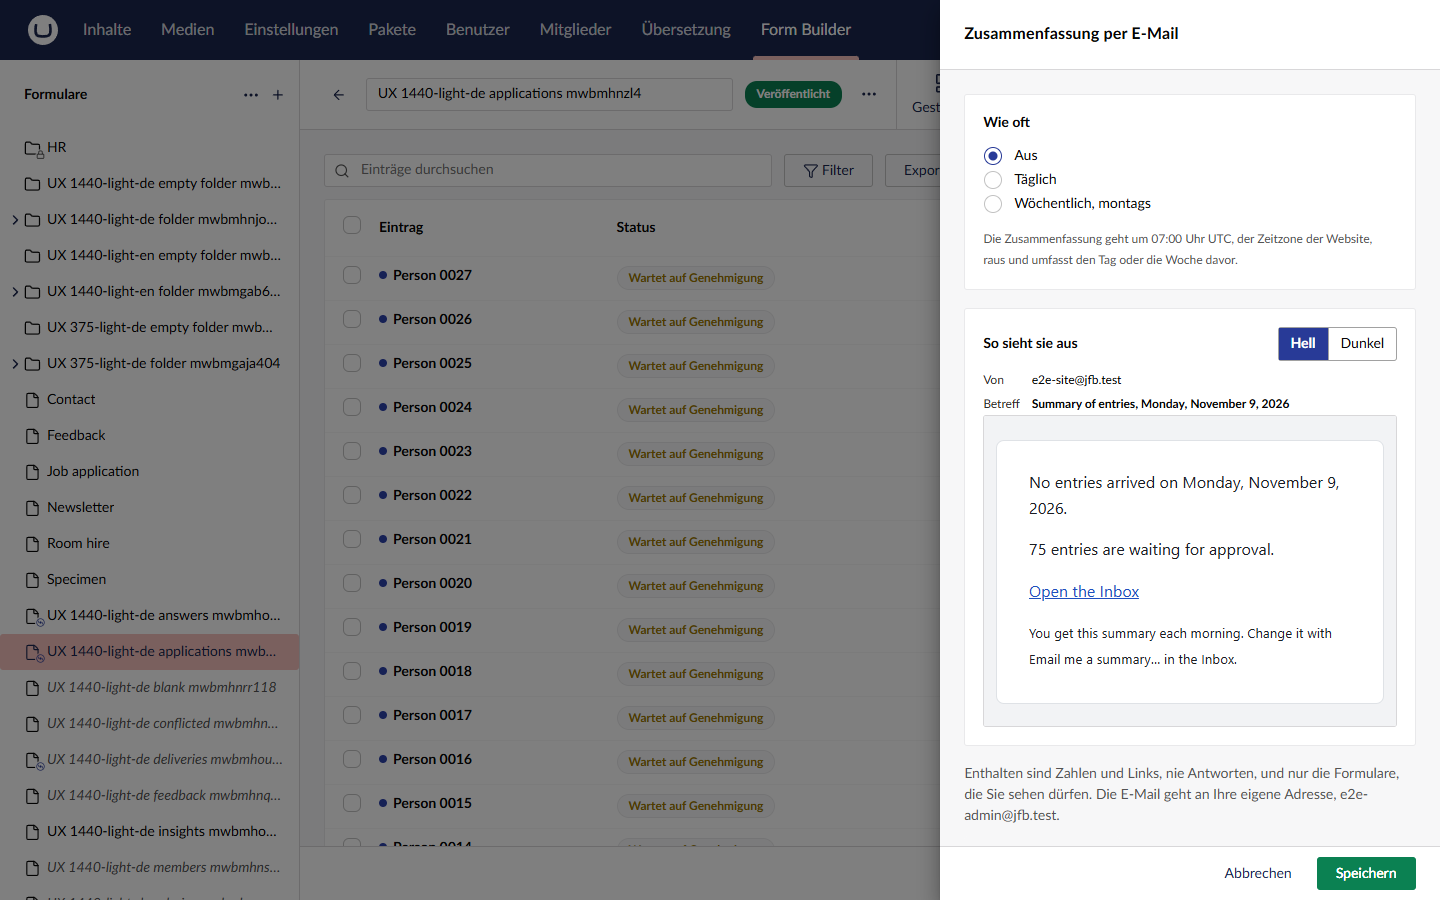 Inhalte
Medien
Einstellungen
Pakete
Benutzer
Mitglieder
Übersetzung
Form Builder
Formulare
HR
UX 1440-light-de empty folder mwb...
UX 1440-light-de folder mwbmhnjo...
UX 1440-light-en empty folder mwb...
UX 1440-light-en folder mwbmgab6...
UX 375-light-de empty folder mwb...
UX 375-light-de folder mwbmgaja404
Contact
Feedback
Job application
Newsletter
Room hire
Specimen
UX 1440-light-de answers mwbmho...
UX 1440-light-de applications mwb...
UX 1440-light-de blank mwbmhnrr118
UX 1440-light-de conflicted mwbmhn...
UX 1440-light-de deliveries mwbmhou...
UX 1440-light-de feedback mwbmhnq...
UX 1440-light-de insights mwbmho...
UX 1440-light-de members mwbmhns...
UX 1440-light-de applications mwbmhnzl4
Veröffentlicht
Gest
Einträge durchsuchen
Filter
Expor
Eintrag
Status
Person 0027
Wartet auf Genehmigung
Person 0026
Wartet auf Genehmigung
Person 0025
Wartet auf Genehmigung
Person 0024
Wartet auf Genehmigung
Person 0023
Wartet auf Genehmigung
Person 0022
Wartet auf Genehmigung
Person 0021
Wartet auf Genehmigung
Person 0020
Wartet auf Genehmigung
Person 0019
Wartet auf Genehmigung
Person 0018
Wartet auf Genehmigung
Person 0017
Wartet auf Genehmigung
Person 0016
Wartet auf Genehmigung
Person 0015
Wartet auf Genehmigung
Person 0014
Zusammenfassung per E-Mail
Wie oft
Aus
Täglich
Wöchentlich, montags
Die Zusammenfassung geht um 07:00 Uhr UTC, der Zeitzone der Website,
raus und umfasst den Tag oder die Woche davor.
So sieht sie aus
Hell
Dunkel
Von e2e-site@jfb.test
Betreff Summary of entries, Monday, November 9, 2026
No entries arrived on Monday, November 9,
2026.
75 entries are waiting for approval.
Open the Inbox
You get this summary each morning. Change it with
Email me a summary... in the Inbox.
Enthalten sind Zahlen und Links, nie Antworten, und nur die Formulare,
die Sie sehen dürfen. Die E-Mail geht an Ihre eigene Adresse, e2e-
admin@jfb.test.
Abbrechen
Speichern